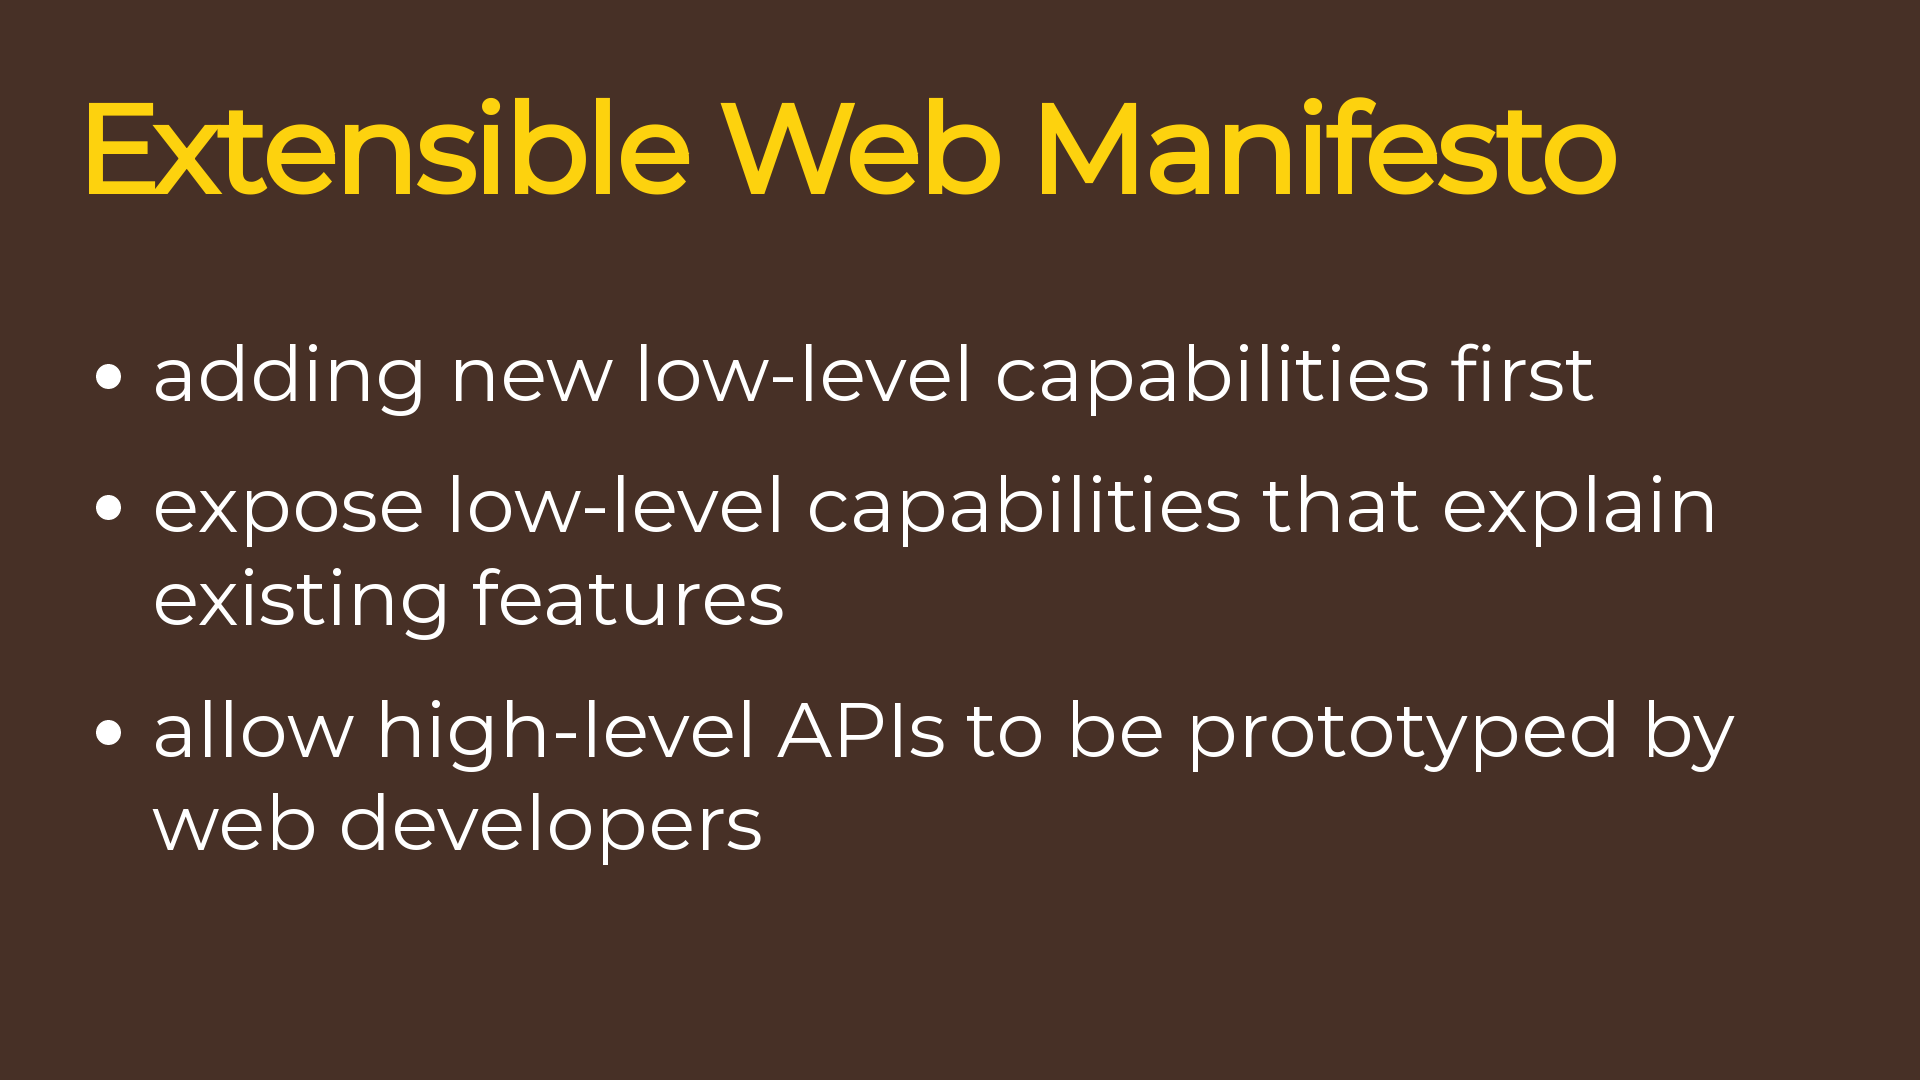 Extensible Web Manifesto
• adding new low-level capabilities first
• expose low-level capabilities that explain
existing features
• allow high-level APIs to be prototyped by
web developers